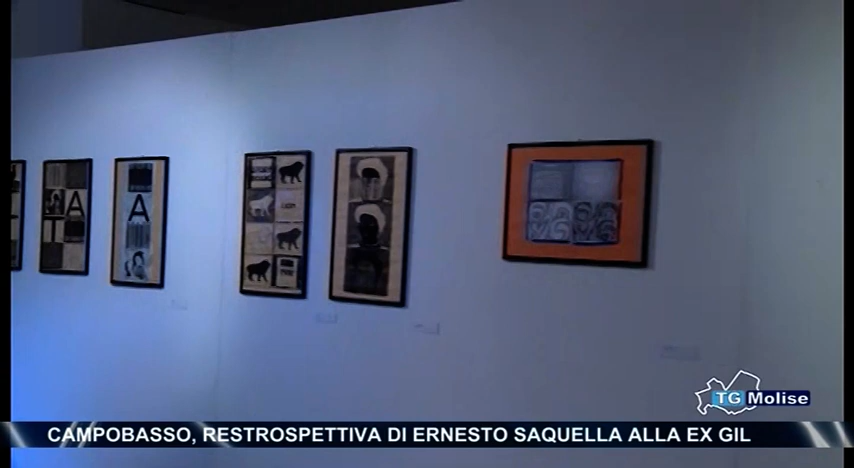 A
A
T
TG Molise
CAMPOBASSO, RESTROSPETTIVA DI ERNESTO SAQUELLA ALLA EX GIL